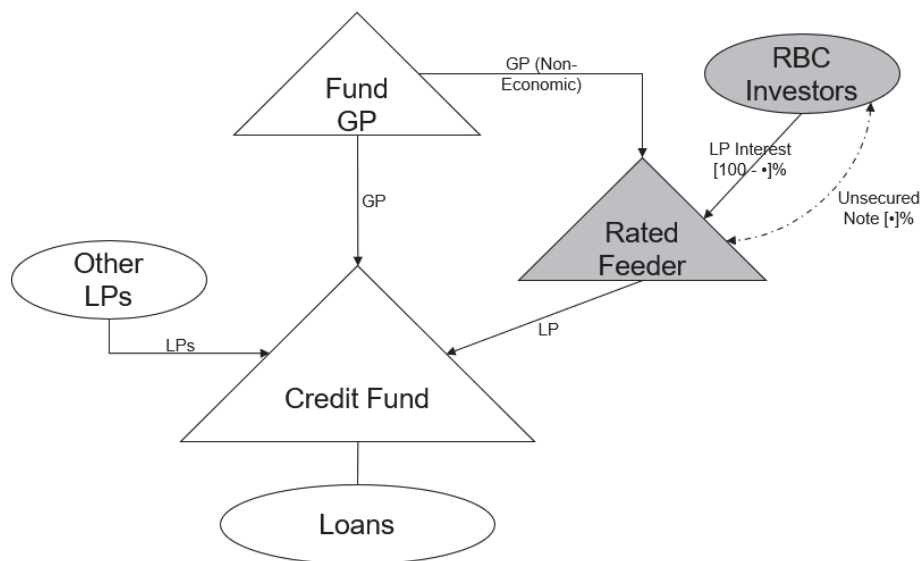 Fund
GP
GP (Non-
Economic)
RBC
Investors
LP Interest
[100 - •]%
Unsecured
Note [•]%
GP
Rated
Feeder
Other
LPs
LPs
LP
Credit Fund
Loans